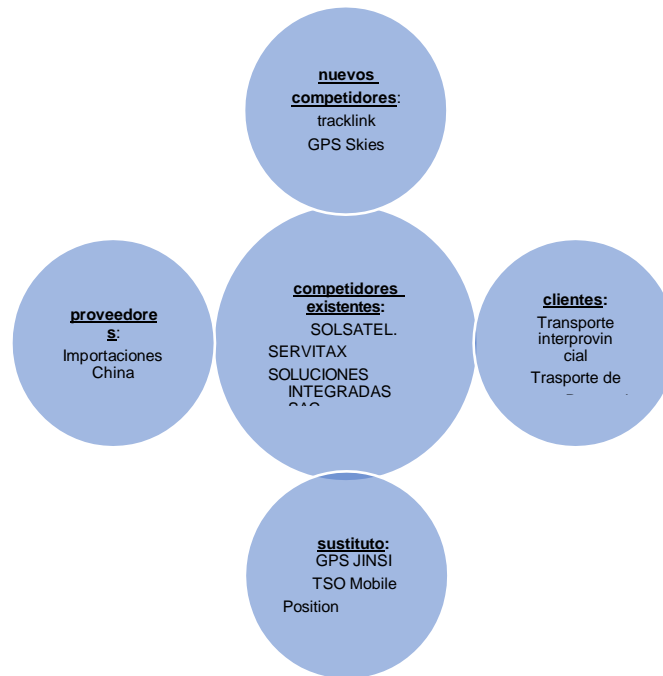 nuevos
competidores:
tracklink
GPS Skies
proveedore
s:
Importaciones
China
competidores
existentes:
SOLSATEL.
SERVITAX
SOLUCIONES
INTEGRADAS
clientes:
Transporte
interprovin
cial
Trasporte de
sustituto:
GPS JINSI
TSO Mobile
Position